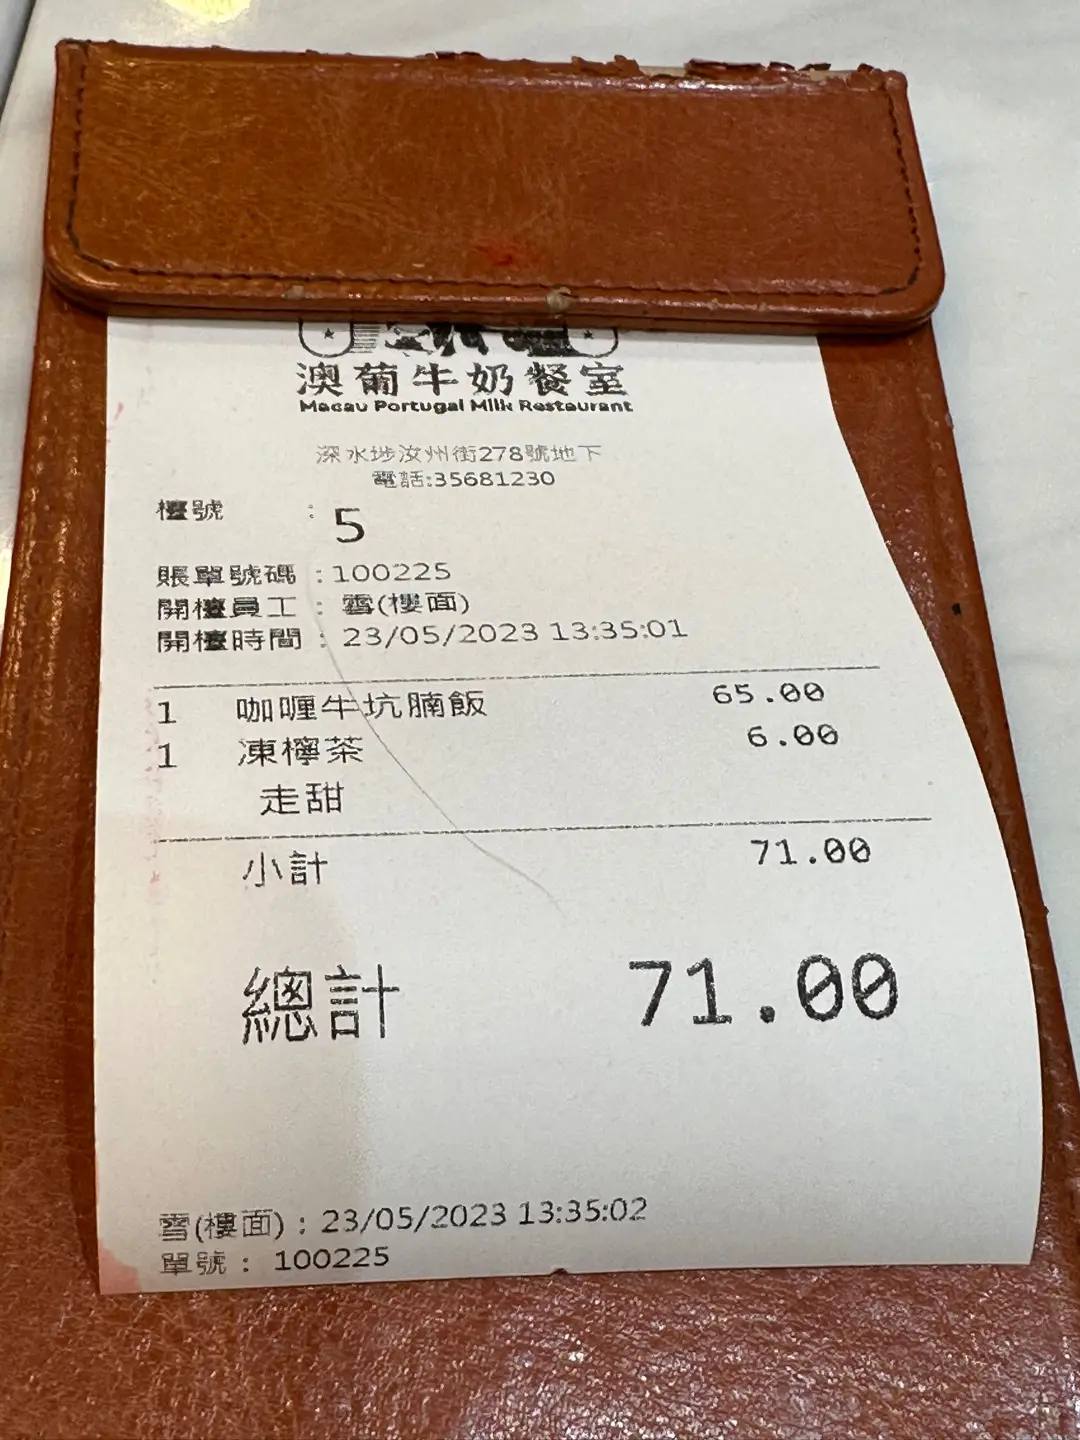 澳葡牛奶餐室
Macau Portugal Milk Restaurant
深水埗汝州街278號地下
電話:35681230
檯號 : 5
賬單號碼 : 100225
開檯員工 : 雪(樓面)
開檯時間 : 23/05/2023 13:35:01
1 咖喱牛坑腩飯 65.00
1 凍檸茶 6.00
走甜
小計 71.00
總計 71.00
雪(樓面) : 23/05/2023 13:35:02
單號 : 100225